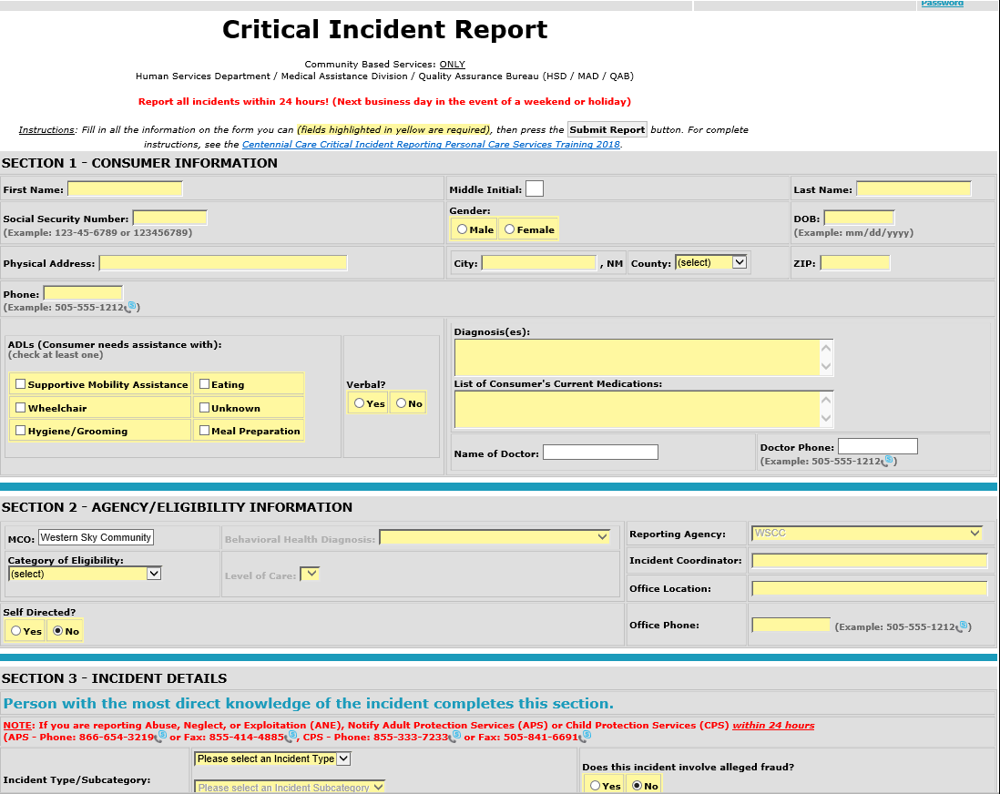 Password
Critical Incident Report
Community Based Services: ONLY
Human Services Department / Medical Assistance Division / Quality Assurance Bureau (HSD / MAD / QAB)
Report all incidents within 24 hours! (Next business day in the event of a weekend or holiday)
Instructions: Fill in all the information on the form you can (fields highlighted in yellow are required), then press the Submit Report button. For complete
instructions, see the Centennial Care Critical Incident Reporting Personal Care Services Training 2018.
SECTION 1 - CONSUMER INFORMATION
First Name:
Middle Initial:
Last Name:
Social Security Number:
(Example: 123-45-6789 or 123456789)
Gender:
Male Female
DOB:
(Example: mm/dd/yyyy)
Physical Address:
City: , NM County: (select)
ZIP:
Phone:
(Example: 505-555-1212)
ADLs (Consumer needs assistance with):
(check at least one)
Supportive Mobility Assistance Eating
Wheelchair Unknown
Hygiene/Grooming Meal Preparation
Verbal?
Yes No
Diagnosis(es):
List of Consumer's Current Medications:
Name of Doctor:
Doctor Phone:
(Example: 505-555-1212)
SECTION 2 - AGENCY/ELIGIBILITY INFORMATION
MCO: Western Sky Community
Behavioral Health Diagnosis:
Category of Eligibility:
(select)
Level of Care:
Self Directed?
Yes No
Reporting Agency: WSCC
Incident Coordinator:
Office Location:
Office Phone: (Example: 505-555-1212)
SECTION 3 - INCIDENT DETAILS
Person with the most direct knowledge of the incident completes this section.
NOTE: If you are reporting Abuse, Neglect, or Exploitation (ANE), Notify Adult Protection Services (APS) or Child Protection Services (CPS) within 24 hours
(APS - Phone: 866-654-3219 or Fax: 855-414-4885, CPS - Phone: 855-333-7233 or Fax: 505-841-6691
Incident Type/Subcategory:
Please select an Incident Type
Please select an Incident Subcategory
Does this incident involve alleged fraud?
Yes No